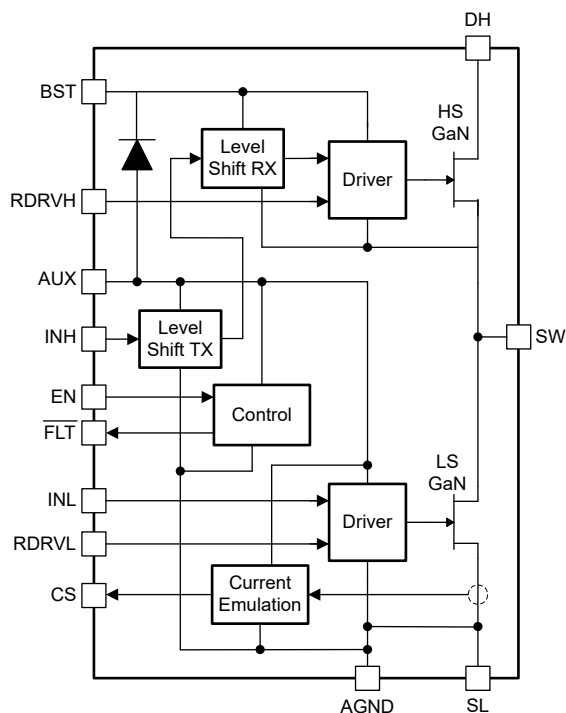 DH
BST
HS
GaN
Level
Shift RX
Driver
RDRVH
AUX
INH
Level
Shift TX
SW
EN
Control
FLT
LS
GaN
INL
Driver
RDRVL
CS
Current
Emulation
AGND
SL